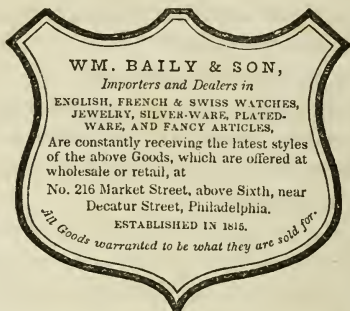 WM. BAILY & SON,
Importers and Dealers in
ENGLISH, FRENCH & SWISS WATCHES,
JEWELRY, SILVER-WARE, PLATED-
WARE, AND FANCY ARTICLES,
Are constantly receiving the latest styles
of the above Goods, which are offered at
wholesale or retail, at
No. 216 Market Street, above Sixth, near
Decatur Street, Philadelphia.
ESTABLISHED IN 1815.
All Goods warranted to be what they are sold for.